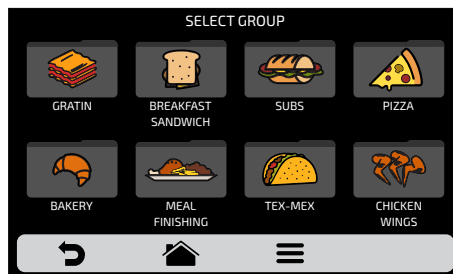 SELECT GROUP
GRATIN
BREAKFAST
SANDWICH
SUBS
PIZZA
BAKERY
MEAL
FINISHING
TEX-MEX
CHICKEN
WINGS